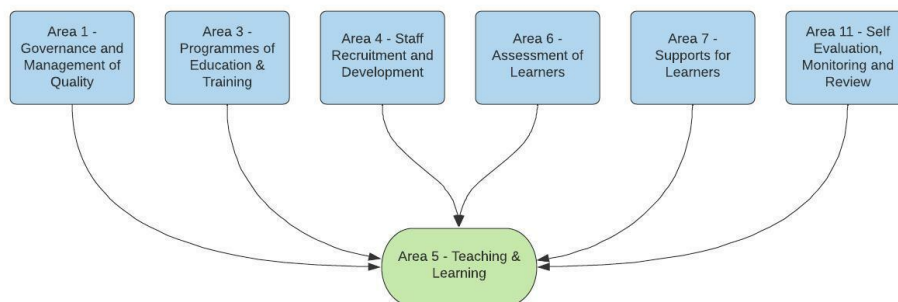 Area 1 -
Governance and
Management of
Quality
Area 3 -
Programmes of
Education &
Training
Area 4 - Staff
Recruitment and
Development
Area 6 -
Assessment of
Learners
Area 7 -
Supports for
Learners
Area 11 - Self
Evaluation,
Monitoring and
Review
Area 5 - Teaching &
Learning